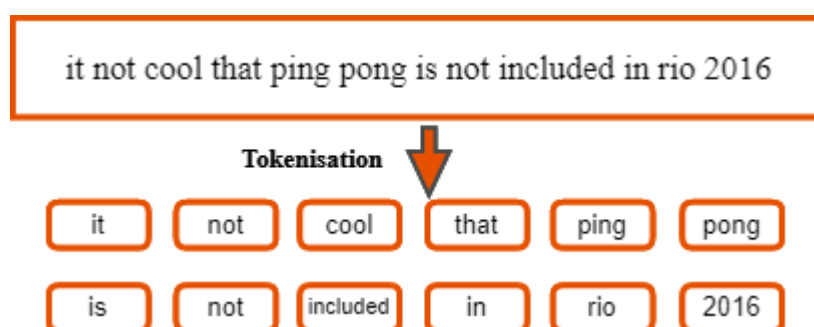 it not cool that ping pong is not included in rio 2016
Tokenisation
it not cool that ping pong
is not included in rio 2016